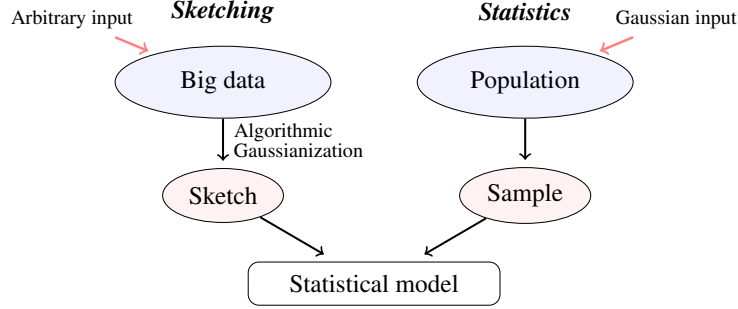 Sketching
Statistics
Arbitrary input
Gaussian input
Big data
Population
Algorithmic
Gaussianization
Sketch
Sample
Statistical model